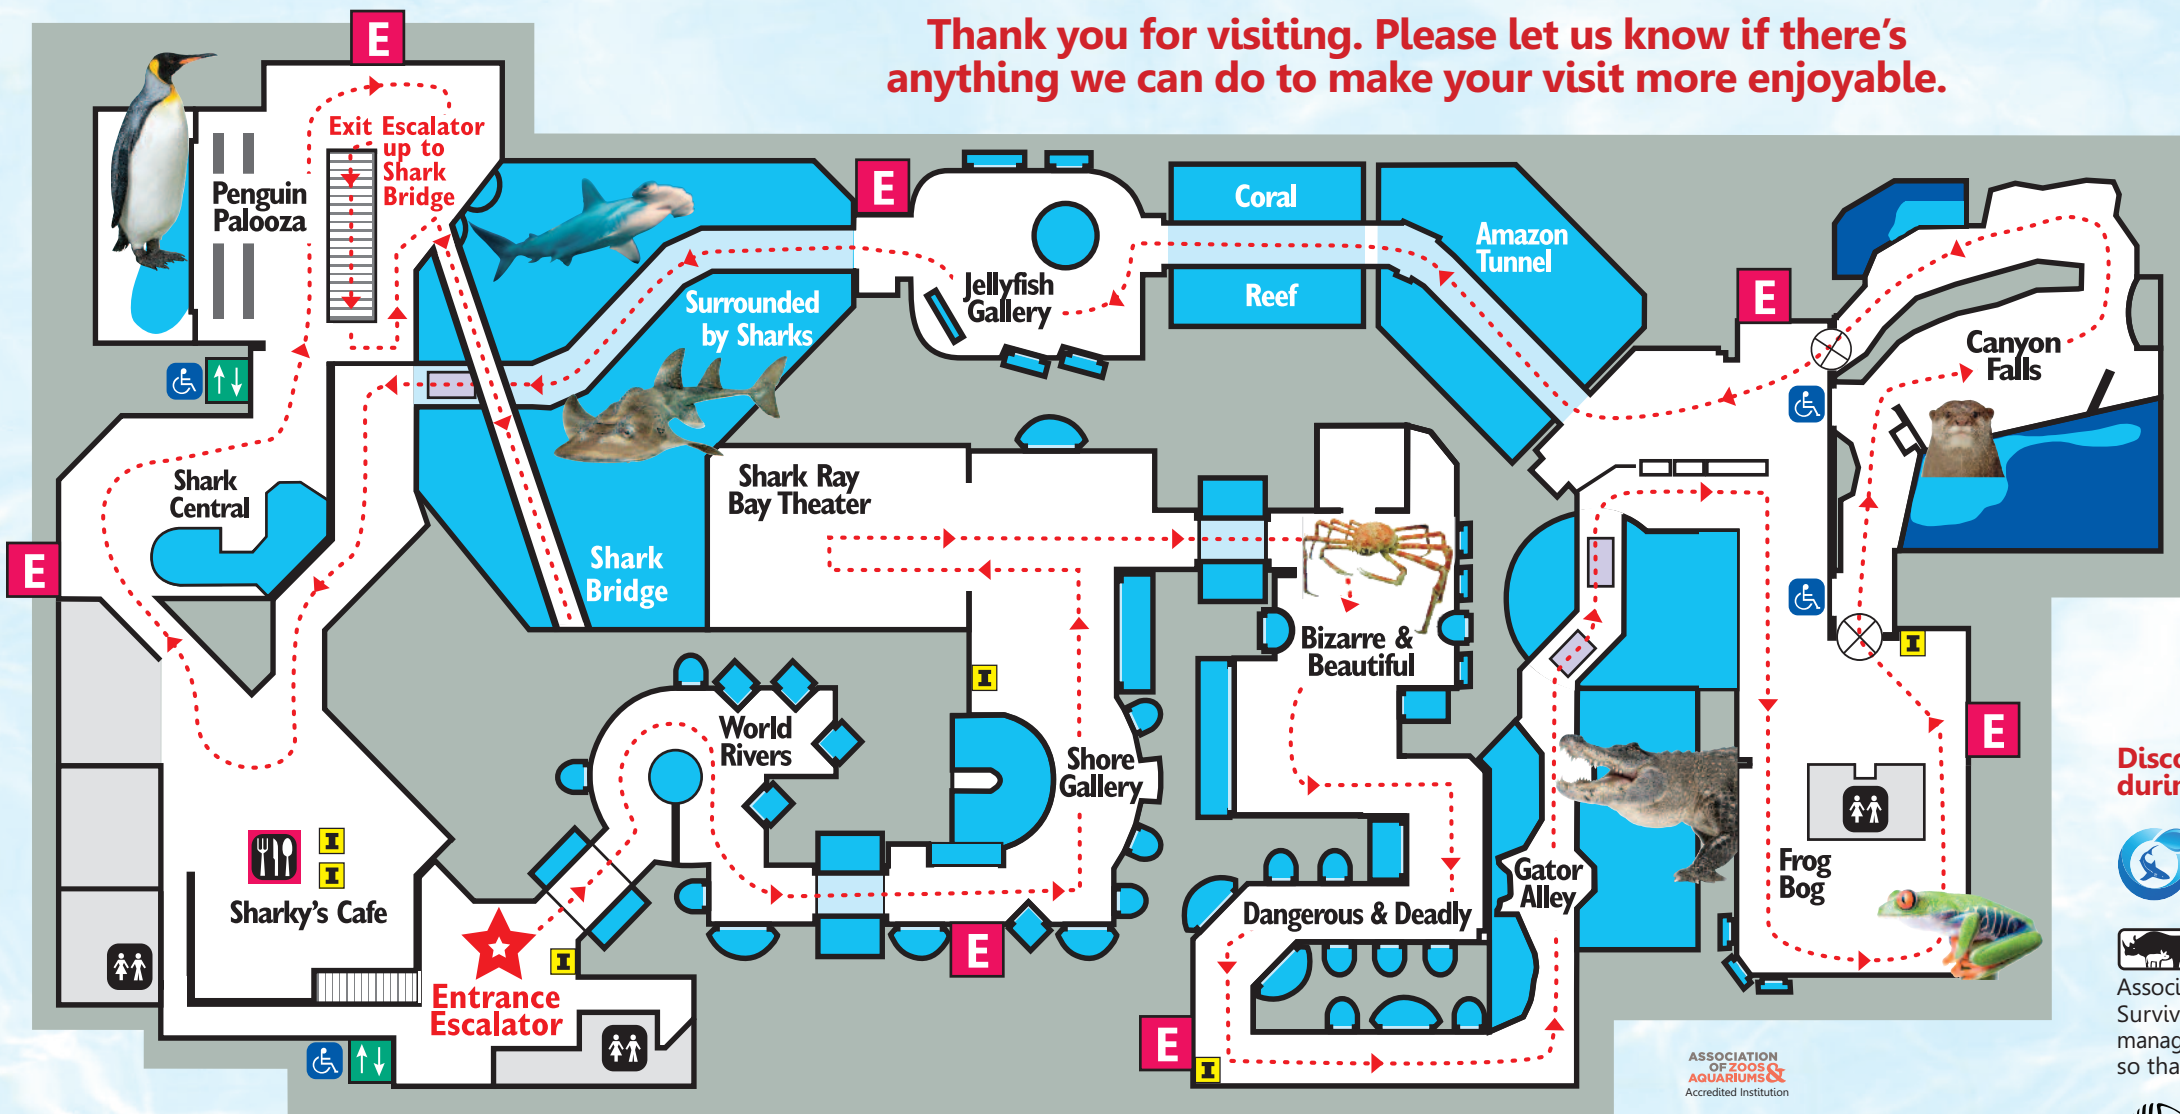 Thank you for visiting. Please let us know if there's
anything we can do to make your visit more enjoyable.
E
Exit Escalator
up to
Shark
Bridge
Penguin
Palooza
E
Coral
Amazon
Tunnel
Jellyfish
Gallery
Reef
Surrounded
by Sharks
E
Canyon
Falls
Shark
Central
Shark Ray
Bay Theater
E
Shark
Bridge
Bizarre &
Beautiful
I
I
World
Rivers
Shore
Gallery
E
Disco
durin
I
I
Sharky's Cafe
Gator
Alley
Frog
Bog
Dangerous & Deadly
E
I
Entrance
Escalator
E
I
ASSOCIATION
OF ZOOS
AQUARIUMS &
Accredited Institution
Associ
Surviv
manag
so tha